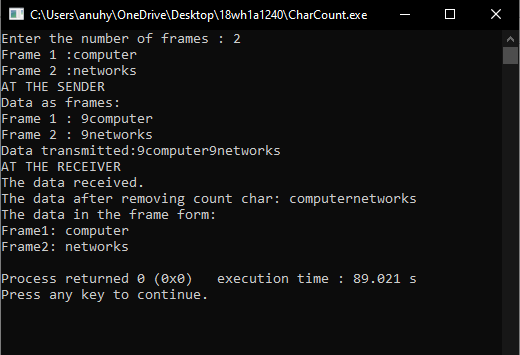 C:\Users\anuhy\OneDrive\Desktop\18wh1a1240\CharCount.exe
Enter the number of frames : 2
Frame 1 :computer
Frame 2 :networks
AT THE SENDER
Data as frames:
Frame 1 : 9computer
Frame 2 : 9networks
Data transmitted:9computer9networks
AT THE RECEIVER
The data received.
The data after removing count char: computernetworks
The data in the frame form:
Frame1: computer
Frame2: networks
Process returned 0 (0x0)   execution time : 89.021 s
Press any key to continue.